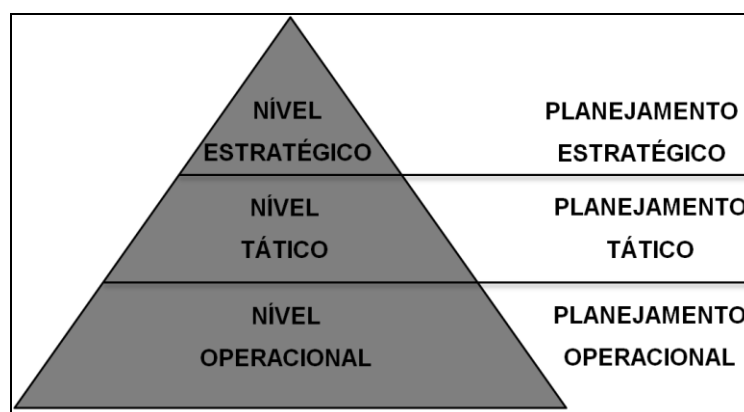 NÍVEL
ESTRATÉGICO
PLANEJAMENTO
ESTRATÉGICO
NÍVEL
TÁTICO
PLANEJAMENTO
TÁTICO
NÍVEL
OPERACIONAL
PLANEJAMENTO
OPERACIONAL